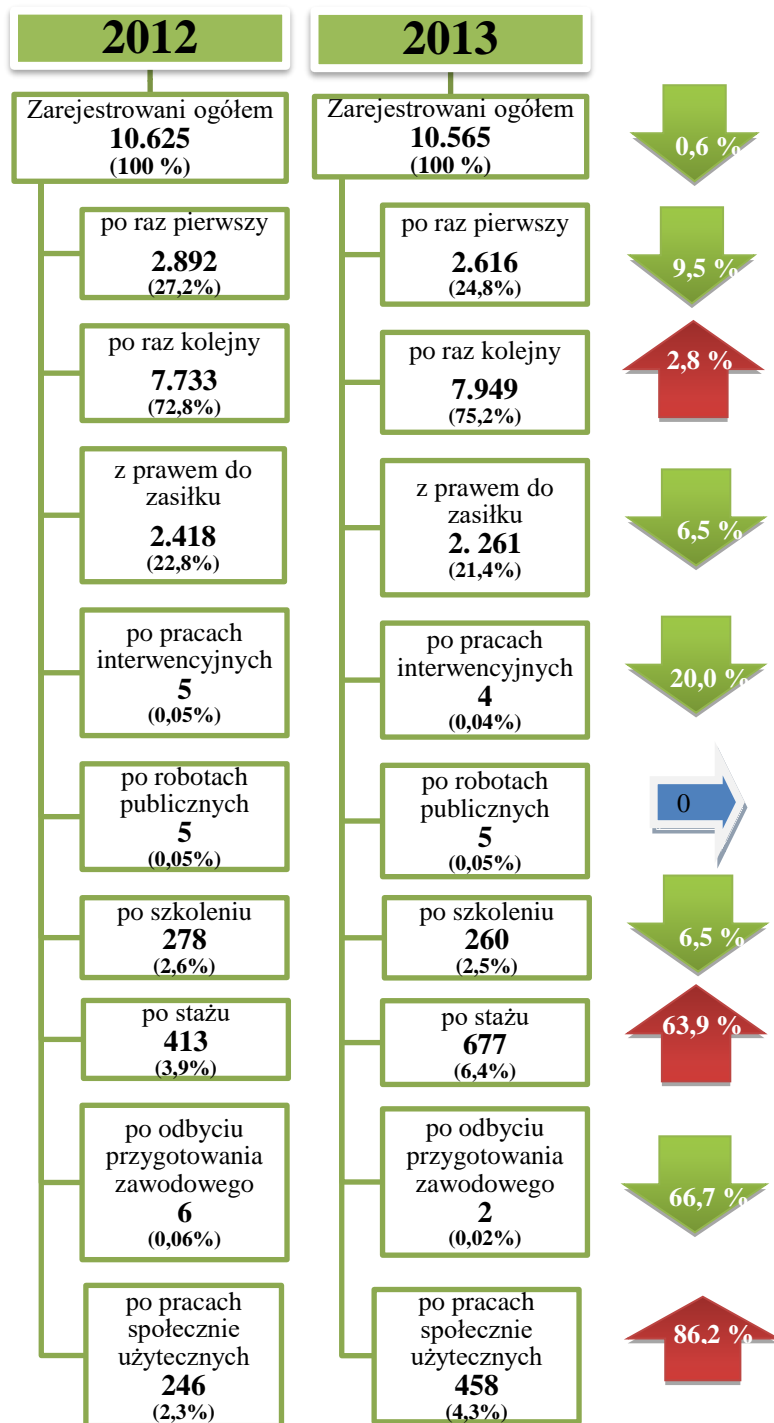 2012
2013
Zarejestrowani ogółem
10.625
(100 %)
Zarejestrowani ogółem
10.565
(100 %)
0,6 %
po raz pierwszy
2.892
(27,2%)
po raz pierwszy
2.616
(24,8%)
9,5 %
po raz kolejny
7.733
(72,8%)
po raz kolejny
7.949
(75,2%)
2,8 %
z prawem do
zasiłku
2.418
(22,8%)
z prawem do
zasiłku
2. 261
(21,4%)
6,5 %
po pracach
interwencyjnych
5
(0,05%)
po pracach
interwencyjnych
4
(0,04%)
20,0 %
po robotach
publicznych
5
(0,05%)
po robotach
publicznych
5
(0,05%)
0
po szkoleniu
278
(2,6%)
po szkoleniu
260
(2,5%)
6,5 %
po stażu
413
(3,9%)
po stażu
677
(6,4%)
63,9 %
po odbyciu
przygotowania
zawodowego
6
(0,06%)
po odbyciu
przygotowania
zawodowego
2
(0,02%)
66,7 %
po pracach
społecznie
użytecznych
246
(2,3%)
po pracach
społecznie
użytecznych
458
(4,3%)
86,2 %